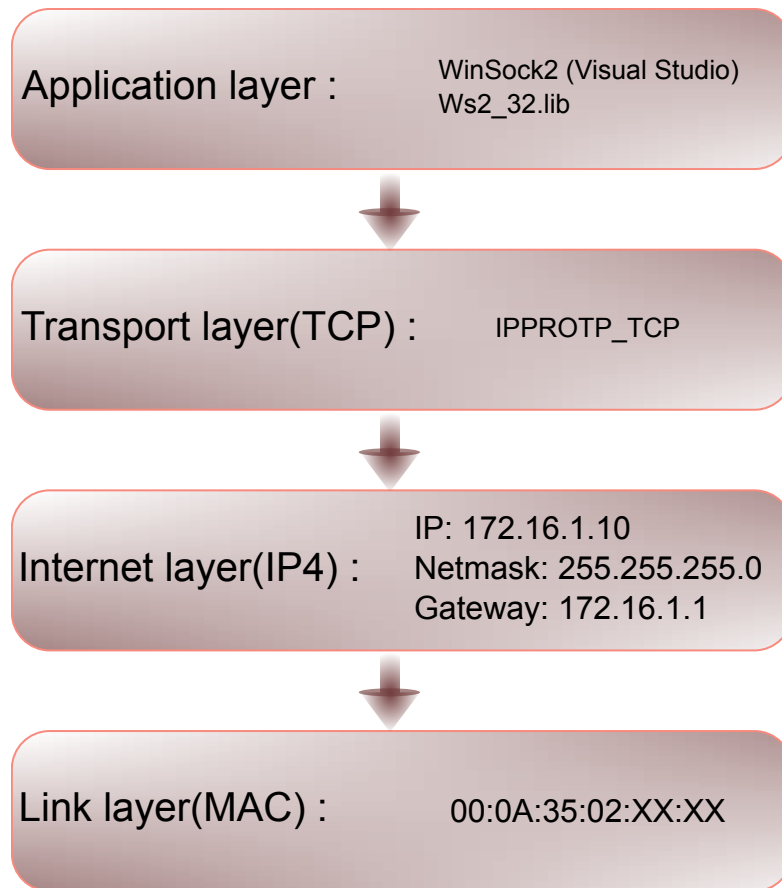 Application layer :
WinSock2 (Visual Studio)
Ws2_32.lib
Transport layer(TCP) :
IPPROTP_TCP
Internet layer(IP4) :
IP: 172.16.1.10
Netmask: 255.255.255.0
Gateway: 172.16.1.1
Link layer(MAC) :
00:0A:35:02:XX:XX